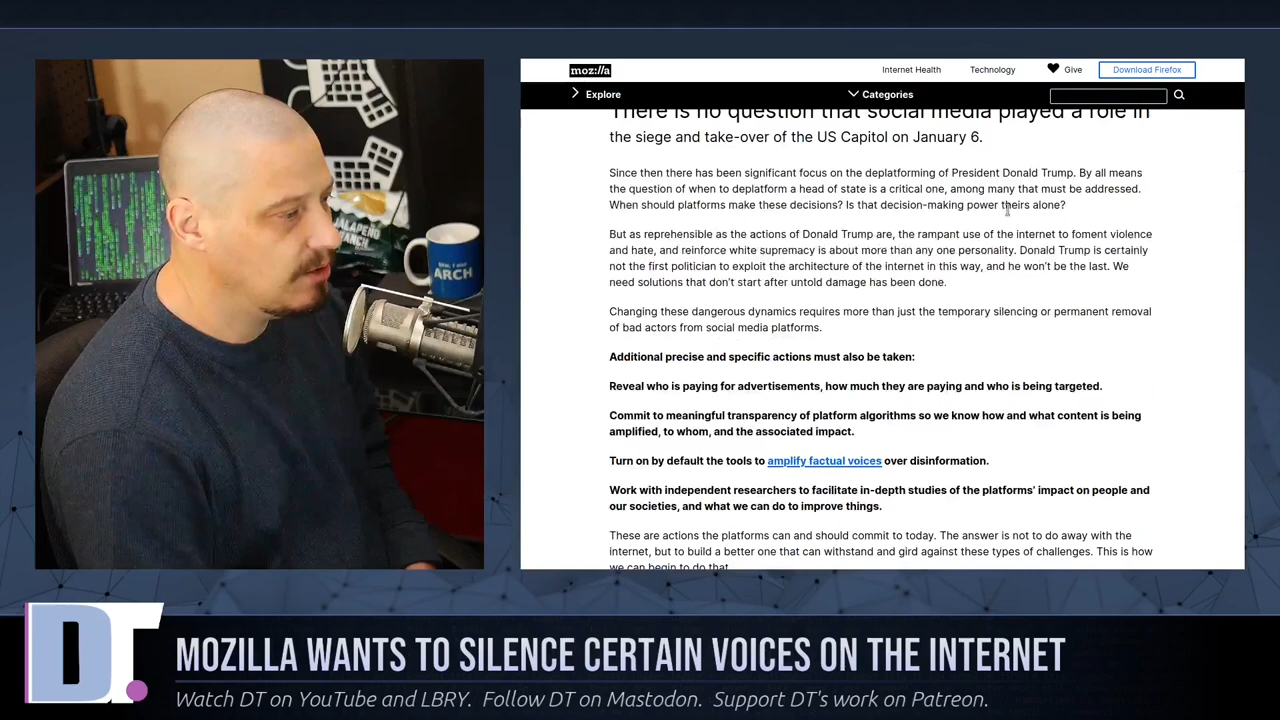 moz://a
Internet Health
Technology
Give
Download Firefox
Explore
Categories
There is no question that social media played a role in
the siege and take-over of the US Capitol on January 6.
Since then there has been significant focus on the deplatforming of President Donald Trump. By all means
the question of when to deplatform a head of state is a critical one, among many that must be addressed.
When should platforms make these decisions? Is that decision-making power theirs alone?
But as reprehensible as the actions of Donald Trump are, the rampant use of the internet to foment violence
and hate, and reinforce white supremacy is about more than any one personality. Donald Trump is certainly
not the first politician to exploit the architecture of the internet in this way, and he won't be the last. We
need solutions that don't start after untold damage has been done.
Changing these dangerous dynamics requires more than just the temporary silencing or permanent removal
of bad actors from social media platforms.
Additional precise and specific actions must also be taken:
Reveal who is paying for advertisements, how much they are paying and who is being targeted.
Commit to meaningful transparency of platform algorithms so we know how and what content is being
amplified, to whom, and the associated impact.
Turn on by default the tools to amplify factual voices over disinformation.
Work with independent researchers to facilitate in-depth studies of the platforms' impact on people and
our societies, and what we can do to improve things.
These are actions the platforms can and should commit to today. The answer is not to do away with the
internet, but to build a better one that can withstand and gird against these types of challenges. This is how
we can begin to do that.
JALAPEÑO
ARCH
DT.
MOZILLA WANTS TO SILENCE CERTAIN VOICES ON THE INTERNET
Watch DT on YouTube and LBRY. Follow DT on Mastodon. Support DT's work on Patreon.